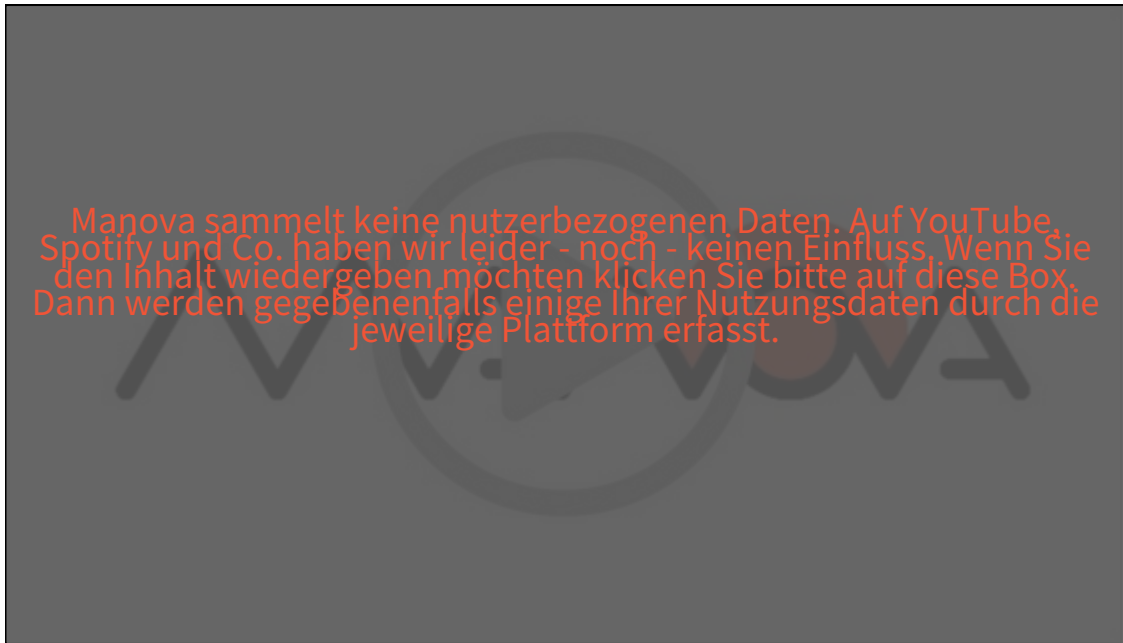 Manova sammelt keine nutzerbezogenen Daten. Auf YouTube,
Spotify und Co. haben wir leider - noch - keinen Einfluss. Wenn Sie
den Inhalt wiedergeben möchten klicken Sie bitte auf diese Box.
Dann werden gegebenenfalls einige Ihrer Nutzungsdaten durch die
jeweilige Plattform erfasst.
MANOVA